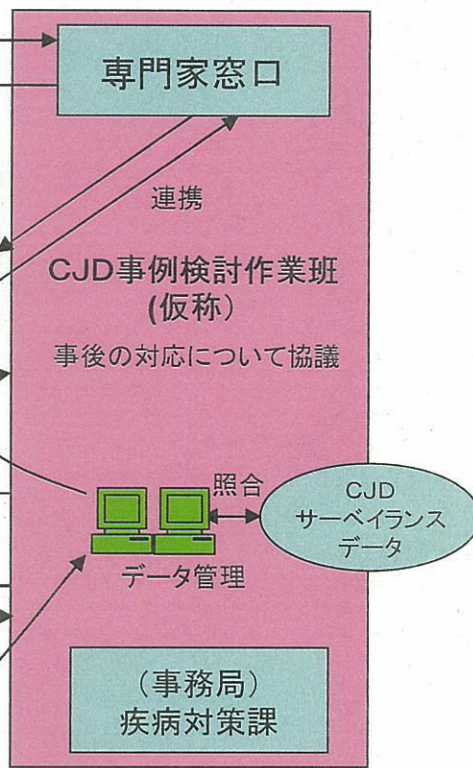 専門家窓口
連携
CJD事例検討作業班
(仮称)
事後の対応について協議
照合
CJD
サーベイランス
データ
データ管理
(事務局)
疾病対策課